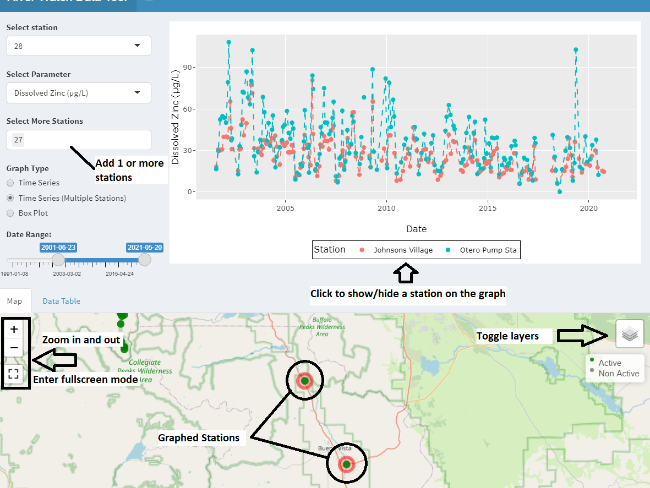 River Watch Data Tool
Select station
28
Select Parameter
Dissolved Zinc (µg/L)
Select More Stations
27
Add 1 or more
stations
Graph Type
Time Series
Time Series (Multiple Stations)
Box Plot
Date Range:
2001-06-23
2021-05-20
1991-01-08
2003-03-02
2015-04-24
Dissolved Zinc (µg/L)
90
60
30
0
2005
2010
2015
2020
Date
Station
Johnsons Village
Otero Pump Sta
Click to show/hide a station on the graph
Map
Data Table
+
−
Zoom in and out
Enter fullscreen mode
Collegiate
Peaks Wilderness
Area
Buffalo
Peaks Wilderness
Area
Toggle layers
Active
Non Active
Graphed Stations
Buena Vista